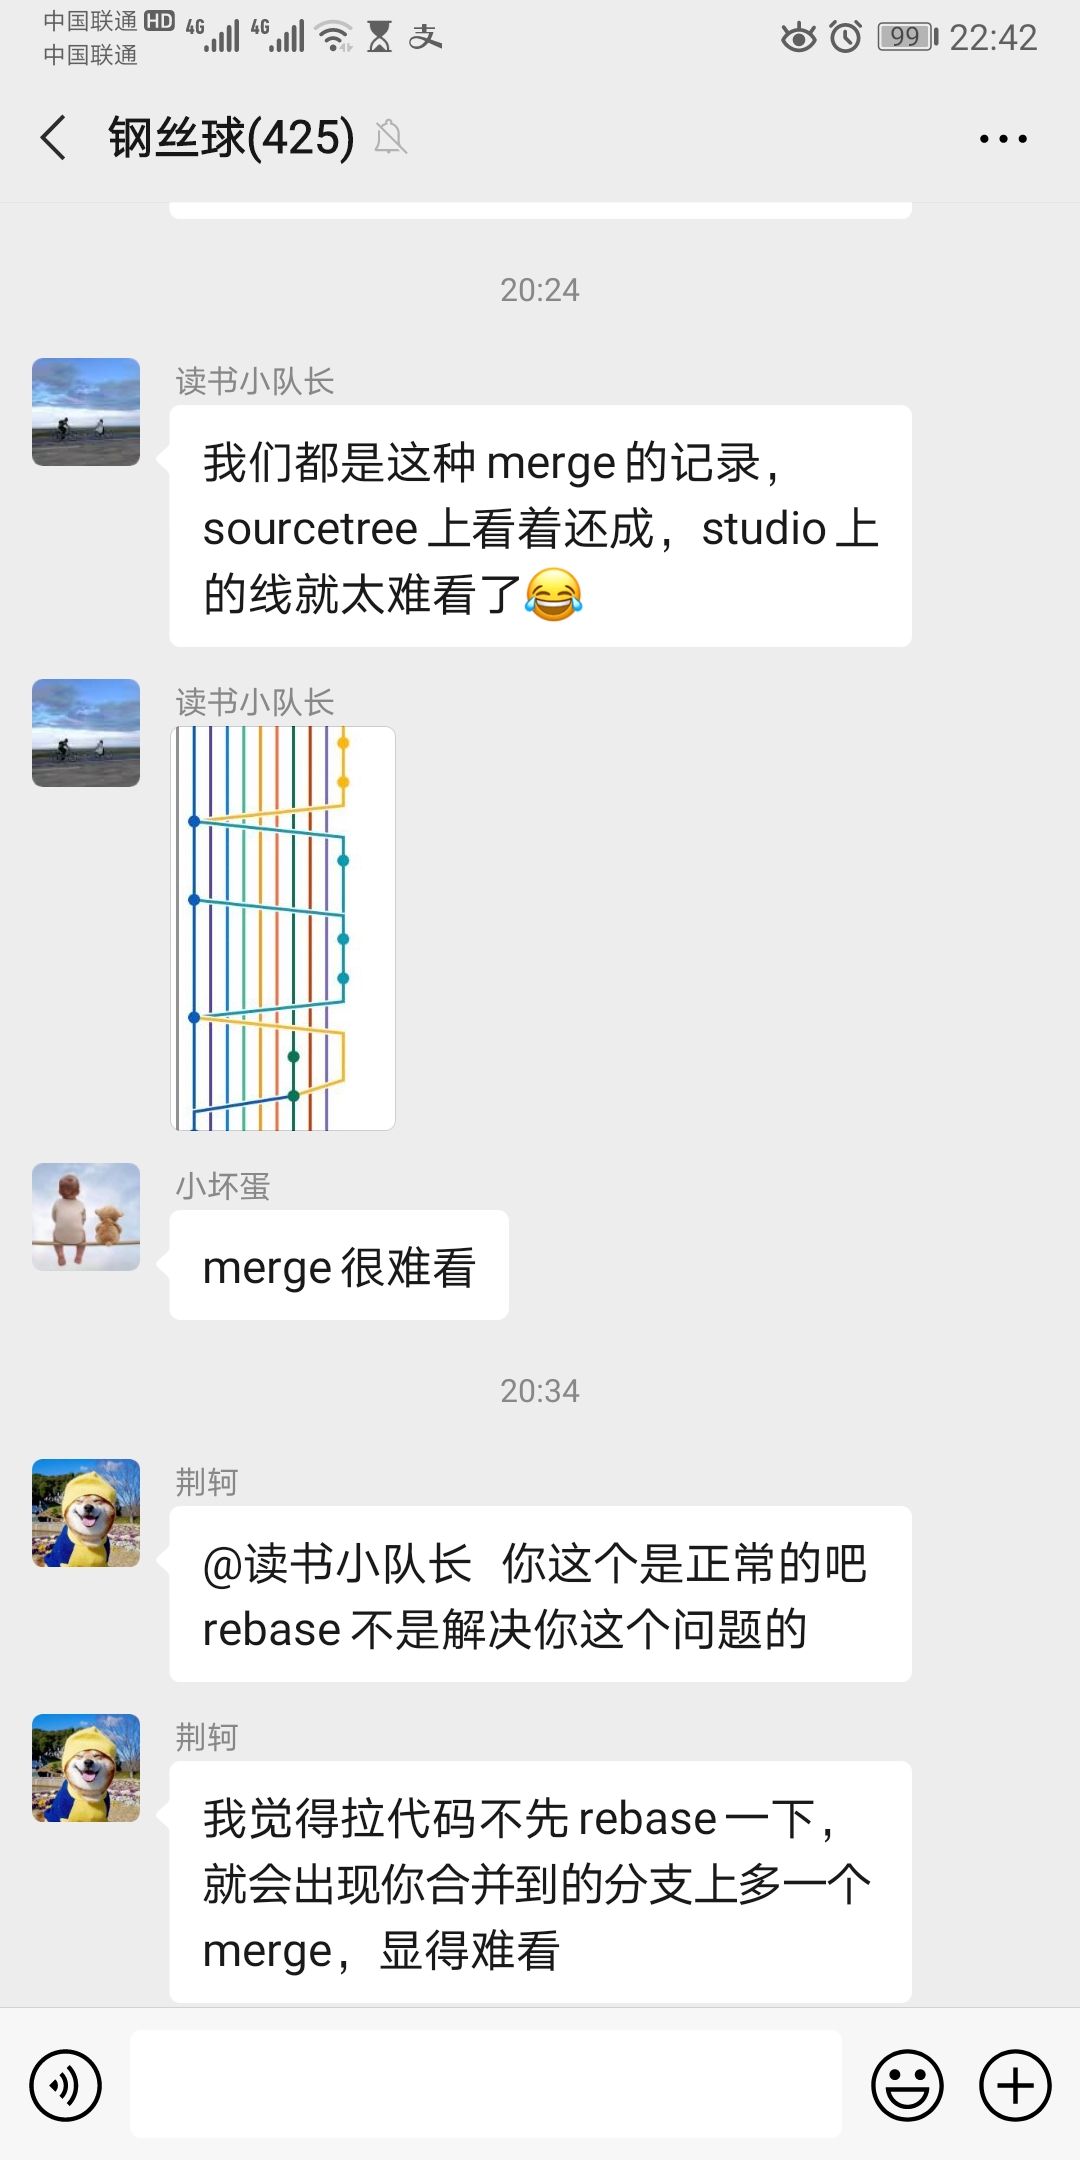 中国联通 HD 4G 4G 支 99 22:42
中国联通
钢丝球(425)
20:24
读书小队长
我们都是这种 merge 的记录，
sourcetree 上看着还成，studio 上
的线就太难看了😂
读书小队长
小坏蛋
merge 很难看
20:34
荆轲
@读书小队长 你这个是正常的吧
rebase 不是解决你这个问题的
荆轲
我觉得拉代码不先 rebase 一下，
就会出现你合并到的分支上多一个
merge，显得难看